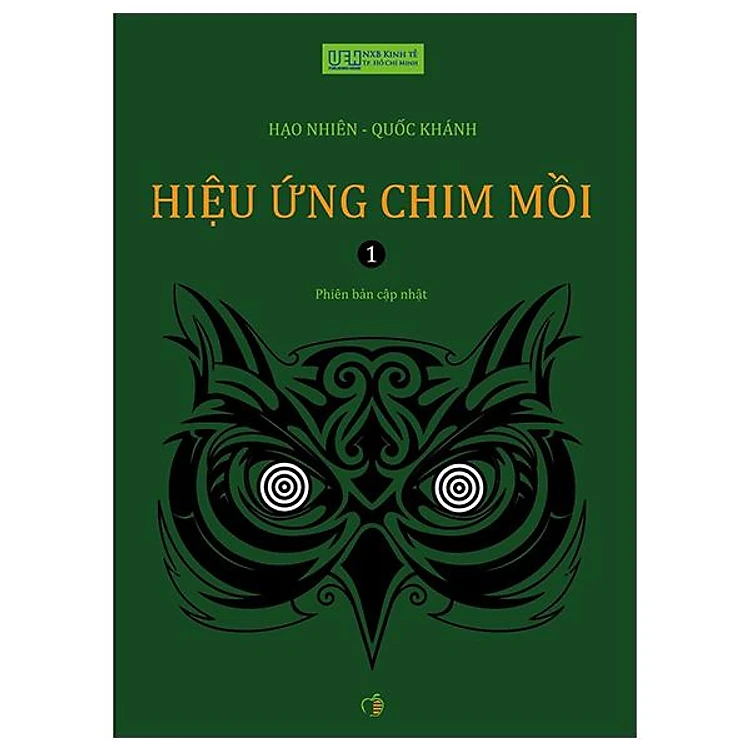 UEH NXB KINH TẾ
TP. HỒ CHÍ MINH
HẠO NHIÊN - QUỐC KHÁNH
HIỆU ỨNG CHIM MỒI
1
Phiên bản cập nhật